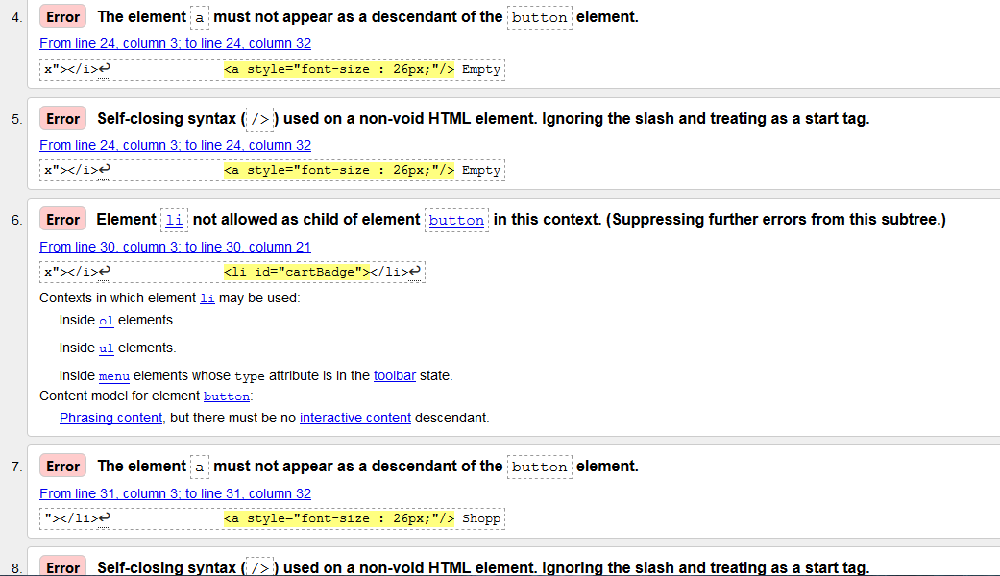 4. Error The element a must not appear as a descendant of the button element.
From line 24, column 3; to line 24, column 32
x"></i>↩ <a style="font-size : 26px;"/> Empty
5. Error Self-closing syntax (/>) used on a non-void HTML element. Ignoring the slash and treating as a start tag.
From line 24, column 3; to line 24, column 32
x"></i>↩ <a style="font-size : 26px;"/> Empty
6. Error Element li not allowed as child of element button in this context. (Suppressing further errors from this subtree.)
From line 30, column 3; to line 30, column 21
x"></i>↩ <li id="cartBadge"></li>↩
Contexts in which element li may be used:
Inside ol elements.
Inside ul elements.
Inside menu elements whose type attribute is in the toolbar state.
Content model for element button:
Phrasing content, but there must be no interactive content descendant.
7. Error The element a must not appear as a descendant of the button element.
From line 31, column 3; to line 31, column 32
"></li>↩ <a style="font-size : 26px;"/> Shopp
8. Error Self-closing syntax (/>) used on a non-void HTML element. Ignoring the slash and treating as a start tag.